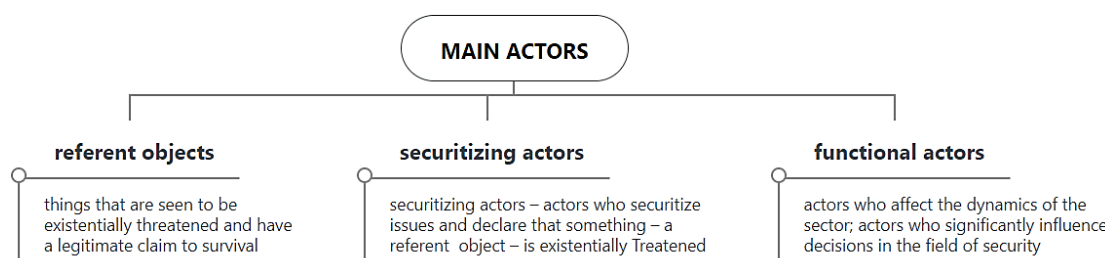 MAIN ACTORS
referent objects
things that are seen to be
existentially threatened and have
a legitimate claim to survival
securitizing actors
securitizing actors – actors who securitize
issues and declare that something – a
referent  object – is existentially Treatened
functional actors
actors who affect the dynamics of the
sector; actors who significantly influence
decisions in the field of security